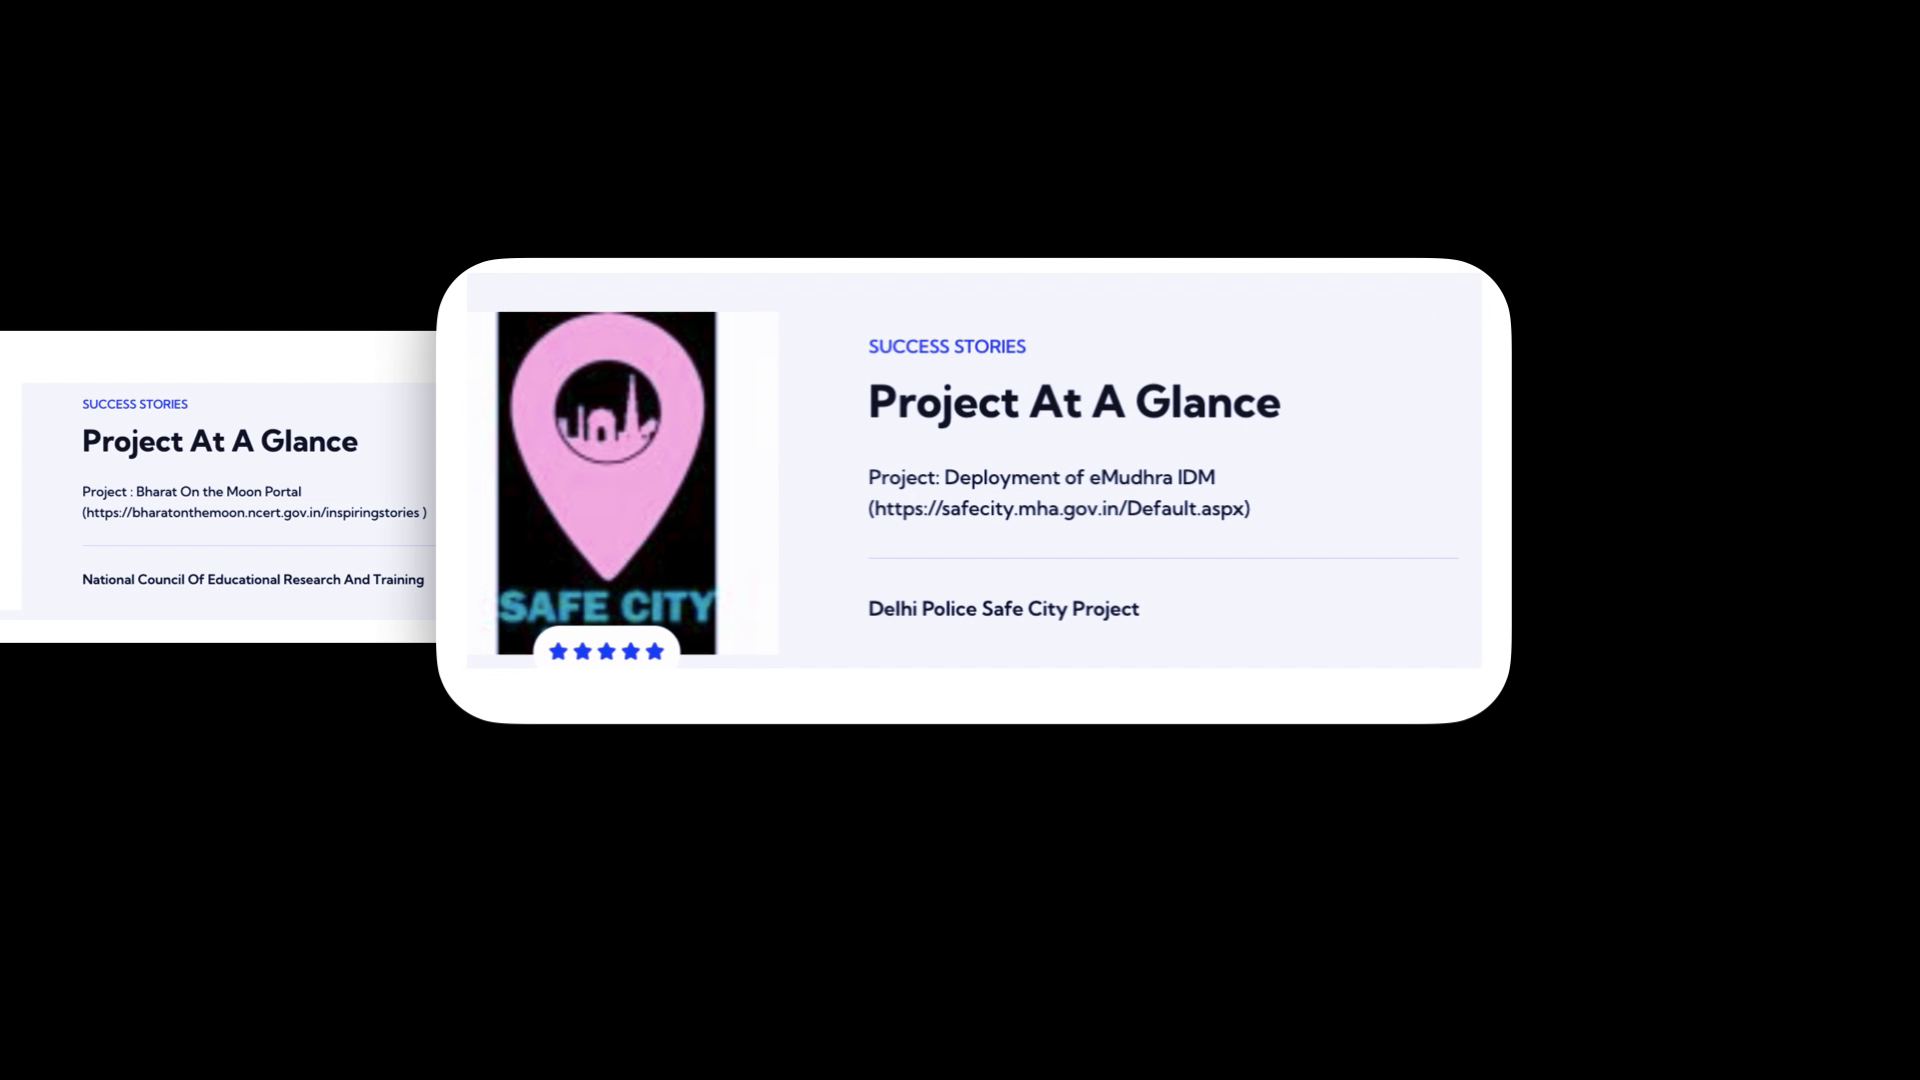 SUCCESS STORIES
Project At A Glance
Project : Bharat On the Moon Portal
(https://bharatonthemoon.ncert.gov.in/inspiringstories )
National Council Of Educational Research And Training
SAFE CITY
SUCCESS STORIES
Project At A Glance
Project: Deployment of eMudhra IDM
(https://safecity.mha.gov.in/Default.aspx)
Delhi Police Safe City Project